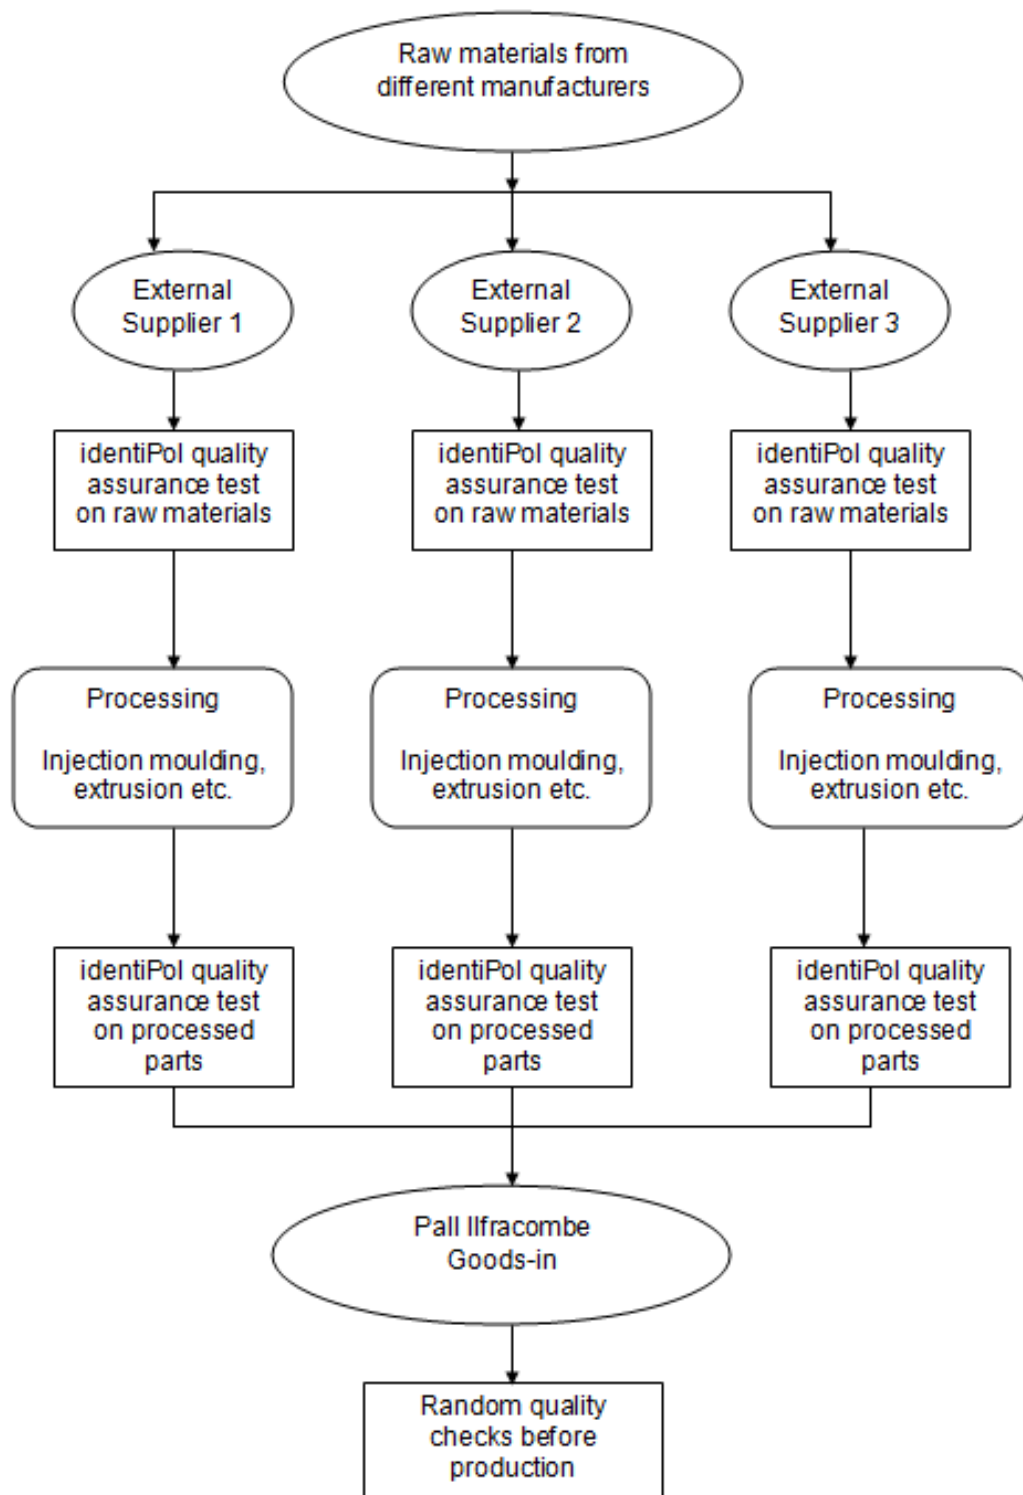 Raw materials from
different manufacturers
External
Supplier 1
External
Supplier 2
External
Supplier 3
identiPol quality
assurance test
on raw materials
identiPol quality
assurance test
on raw materials
identiPol quality
assurance test
on raw materials
Processing
Injection moulding,
extrusion etc.
Processing
Injection moulding,
extrusion etc.
Processing
Injection moulding,
extrusion etc.
identiPol quality
assurance test
on processed
parts
identiPol quality
assurance test
on processed
parts
identiPol quality
assurance test
on processed
parts
Pall Ilfracombe
Goods-in
Random quality
checks before
production